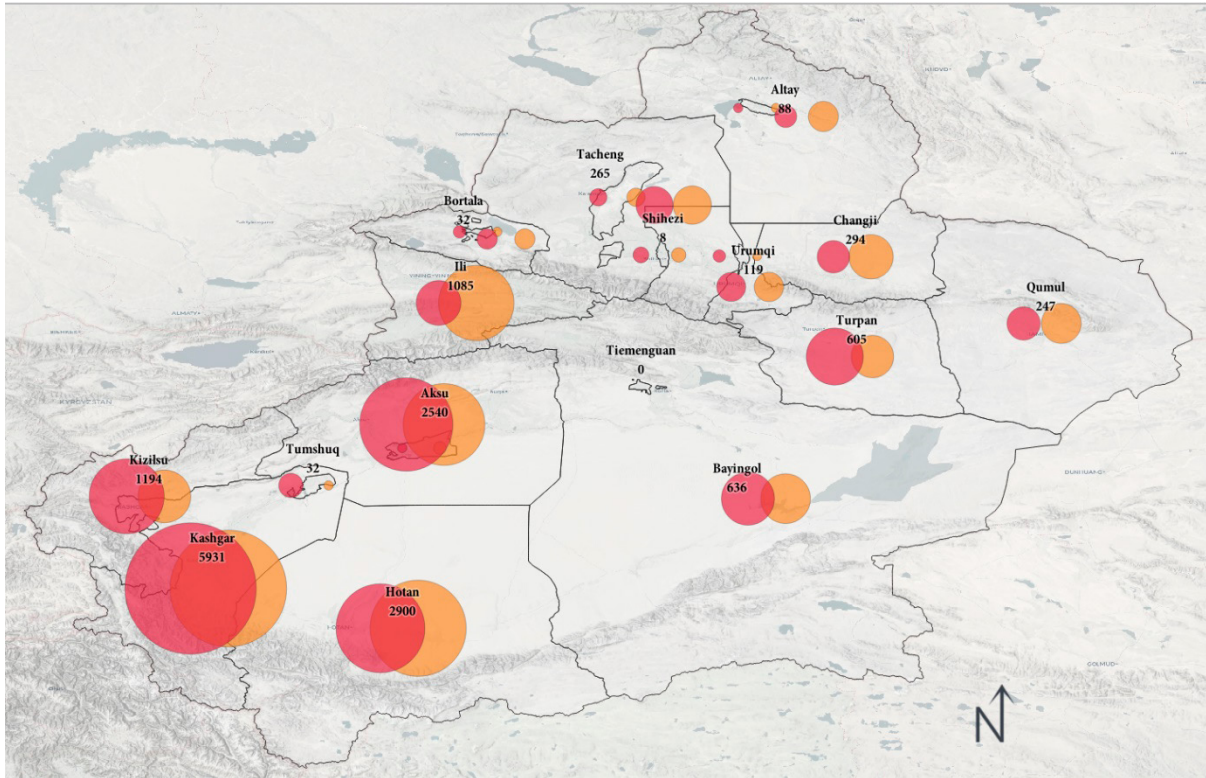 Altay
88
Tacheng
265
Bortala
32
Shihezi
8
Changji
294
Urumqi
119
Ili
1085
Qumul
247
Turpan
605
Tiemenguan
0
Aksu
2540
Tumshuq
32
Kizilsu
1194
Bayingol
636
Kashgar
5931
Hotan
2900
N